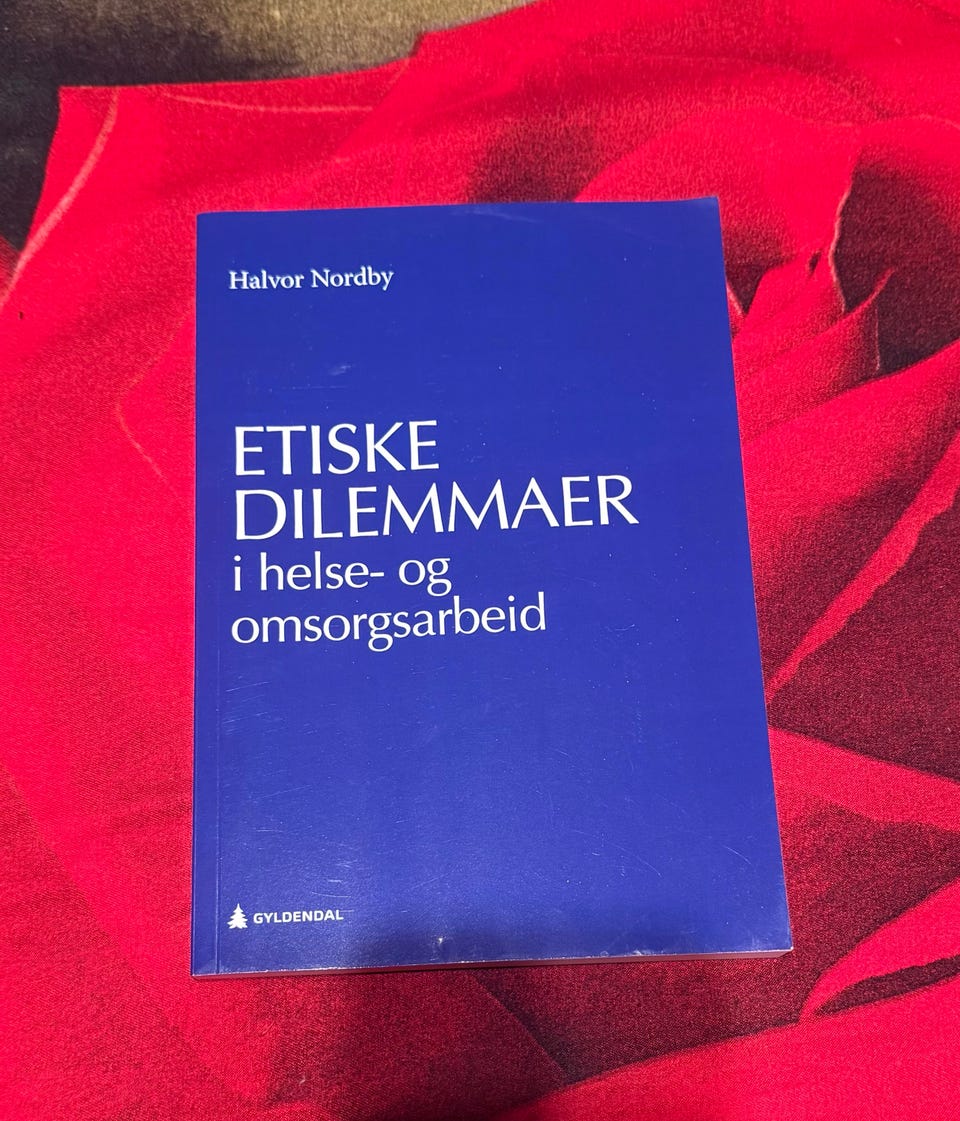 Halvor Nordby
ETISKE
DILEMMAER
i helse- og
omsorgsarbeid
GYLDENDAL